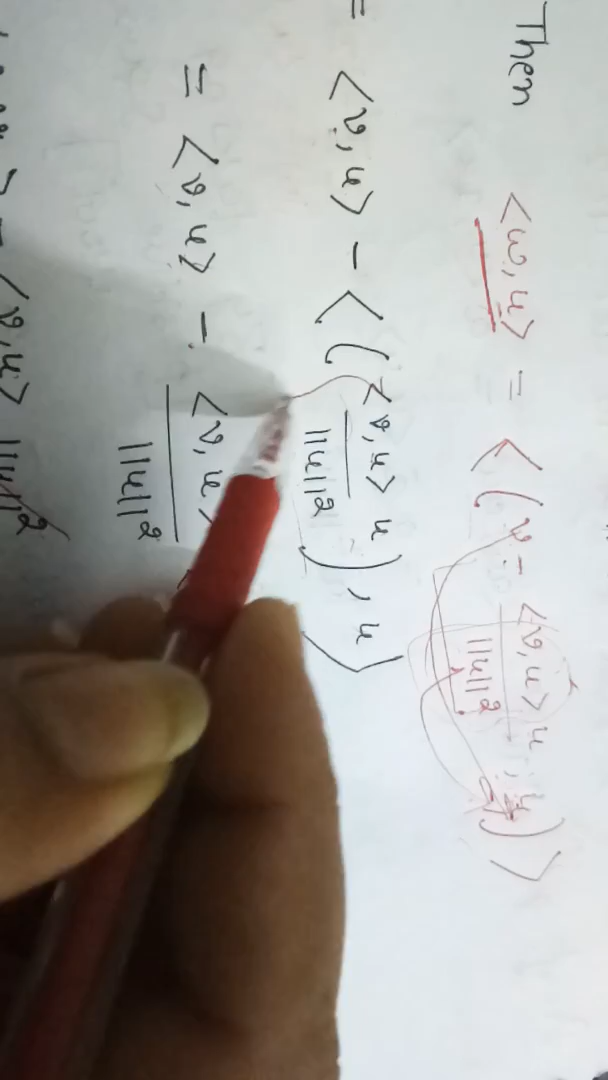 Then <w, u> = <(v - <v, u> u / ||u||², u)>
= <v, u> - <(<v, u> u / ||u||²), u>
= <v, u> - <v, u> / ||u||²
<v, u> ||u||²